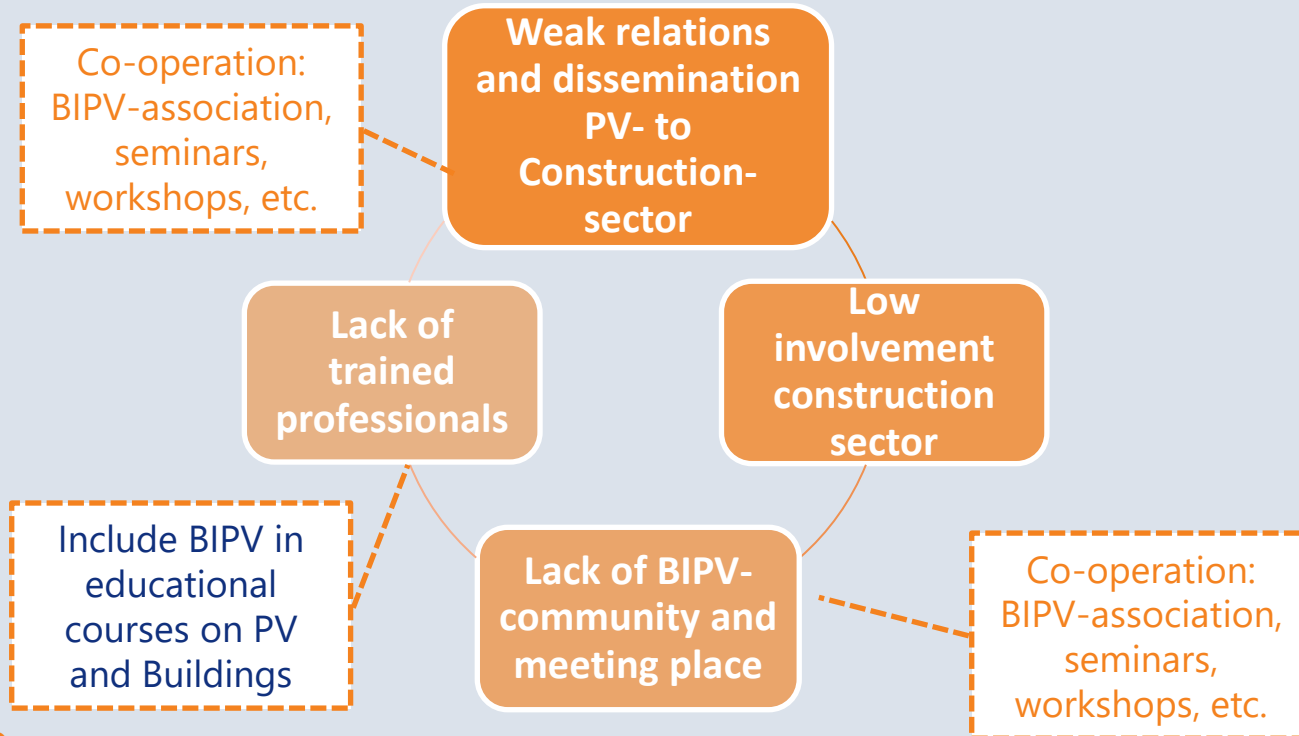 Co-operation:
BIPV-association,
seminars,
workshops, etc.
Weak relations
and dissemination
PV- to
Construction-
sector
Lack of
trained
professionals
Low
involvement
construction
sector
Include BIPV in
educational
courses on PV
and Buildings
Lack of BIPV-
community and
meeting place
Co-operation:
BIPV-association,
seminars,
workshops, etc.